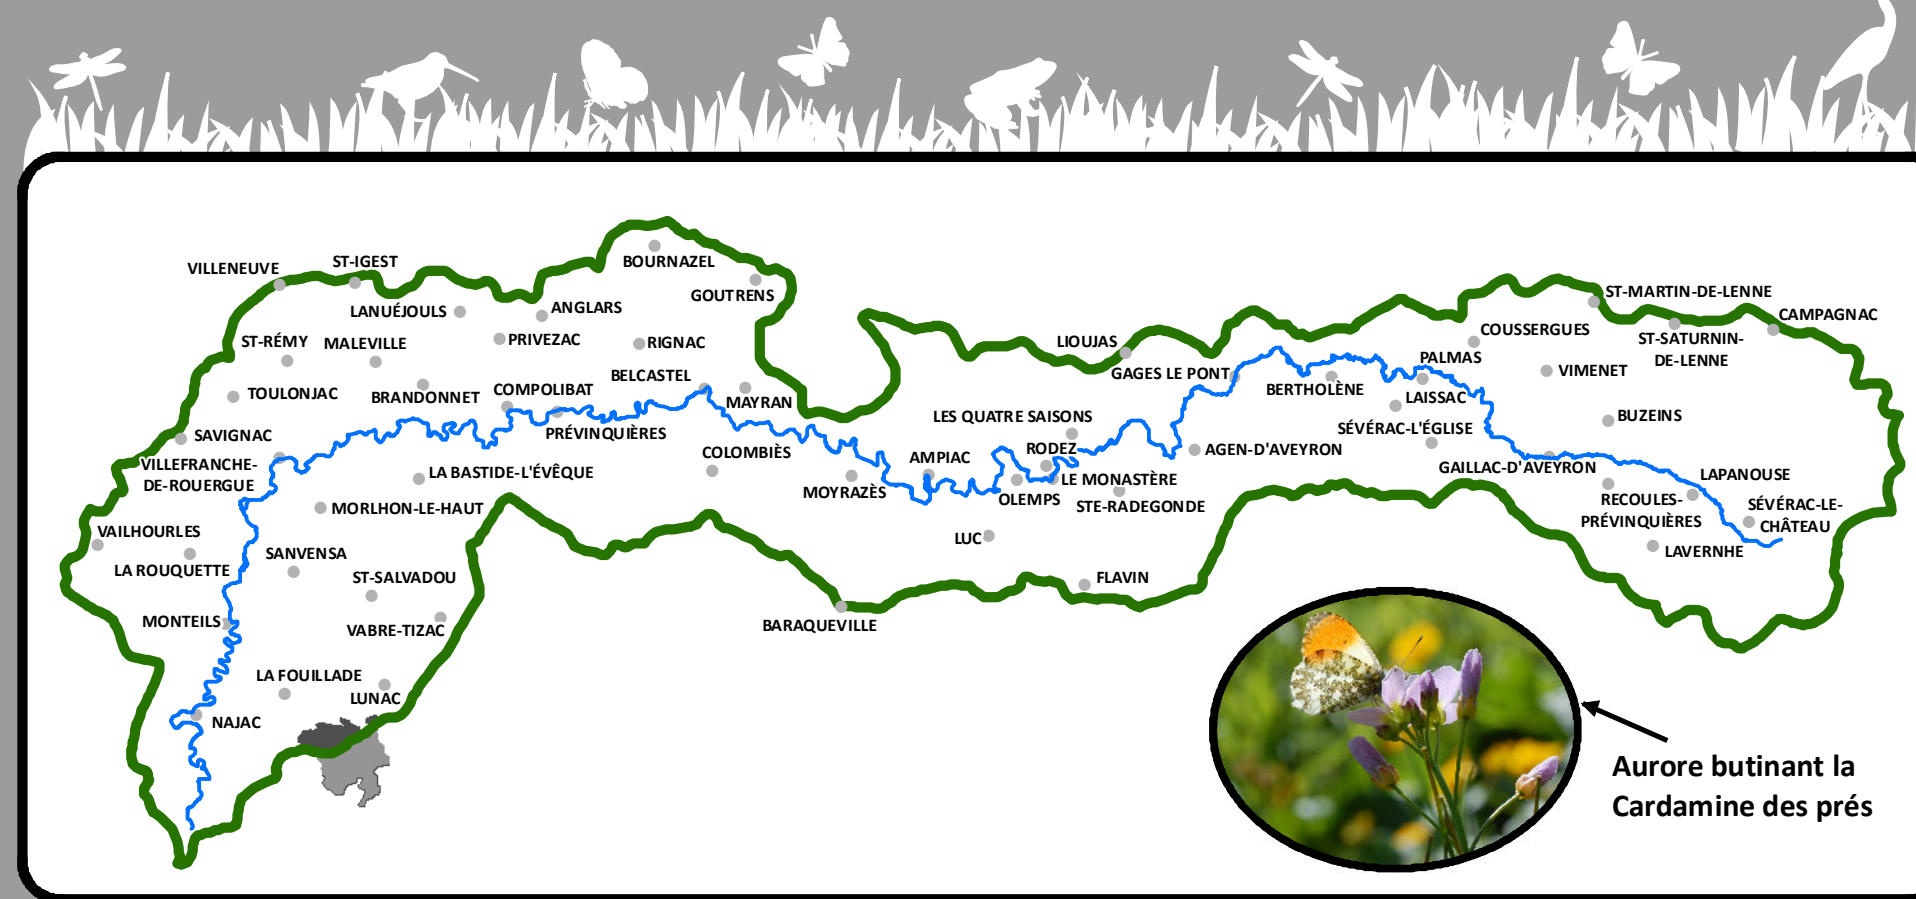 BOURNAZEL
ST-IGEST
VILLENEUVE
GOUTRENS
ST-MARTIN-DE-LENNE
ANGLARS
LANUÉJOULS
CAMPAGNAC
COUSSERGUES
ST-SATURNIN-
DE-LENNE
ST-RÉMY
MALEVILLE
PRIVEZAC
RIGNAC
LIOUJAS
PALMAS
VIMENET
GAGES LE PONT
BELCASTEL
BERTHOLÈNE
TOULONJAC
BRANDONNET
COMPOLIBAT
MAYRAN
LAISSAC
LES QUATRE SAISONS
BUZEINS
SÉVÉRAC-L'ÉGLISE
SAVIGNAC
PRÉVINQUIÈRES
RODEZ
AGEN-D'AVEYRON
COLOMBIÈS
AMPIAC
VILLEFRANCHE-
DE-ROUERGUE
LA BASTIDE-L'ÉVÊQUE
GAILLAC-D'AVEYRON
LAPANOUSE
LE MONASTÈRE
MOYRAZÈS
OLEMPS
STE-RADEGONDE
RECOULES-
PRÉVINQUIÈRES
SÉVÉRAC-LE-
CHÂTEAU
MORLHON-LE-HAUT
VAILHOURLES
LUC
SANVENSA
LAVERNHE
LA ROUQUETTE
ST-SALVADOU
FLAVIN
MONTEILS
VABRE-TIZAC
BARAQUEVILLE
LA FOUILLADE
LUNAC
NAJAC
Aurore butinant la
Cardamine des prés